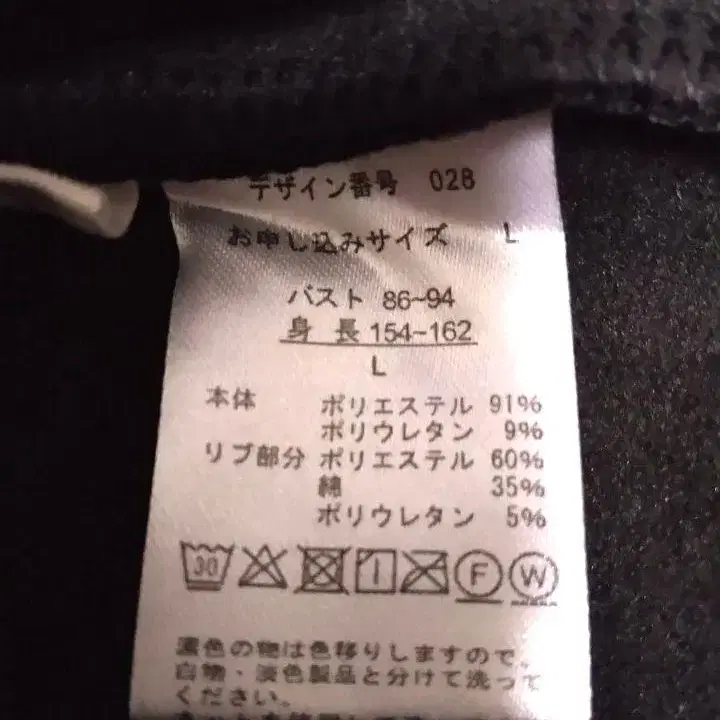 デザイン番号 028
お申し込みサイズ L
バスト 86~94
身長 154-162
L
本体 ポリエステル 91%
ポリウレタン 9%
リブ部分 ポリエステル 60%
綿 35%
ポリウレタン 5%
30 F W
濃色の物は色移りしますので、
白物・淡色製品と分けて洗って
ください。